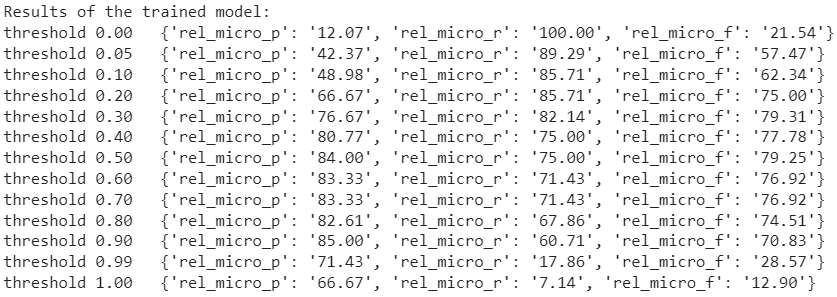 Results of the trained model:
threshold 0.00   {'rel_micro_p': '12.07', 'rel_micro_r': '100.00', 'rel_micro_f': '21.54'}
threshold 0.05   {'rel_micro_p': '42.37', 'rel_micro_r': '89.29', 'rel_micro_f': '57.47'}
threshold 0.10   {'rel_micro_p': '48.98', 'rel_micro_r': '85.71', 'rel_micro_f': '62.34'}
threshold 0.20   {'rel_micro_p': '66.67', 'rel_micro_r': '85.71', 'rel_micro_f': '75.00'}
threshold 0.30   {'rel_micro_p': '76.67', 'rel_micro_r': '82.14', 'rel_micro_f': '79.31'}
threshold 0.40   {'rel_micro_p': '80.77', 'rel_micro_r': '75.00', 'rel_micro_f': '77.78'}
threshold 0.50   {'rel_micro_p': '84.00', 'rel_micro_r': '75.00', 'rel_micro_f': '79.25'}
threshold 0.60   {'rel_micro_p': '83.33', 'rel_micro_r': '71.43', 'rel_micro_f': '76.92'}
threshold 0.70   {'rel_micro_p': '83.33', 'rel_micro_r': '71.43', 'rel_micro_f': '76.92'}
threshold 0.80   {'rel_micro_p': '82.61', 'rel_micro_r': '67.86', 'rel_micro_f': '74.51'}
threshold 0.90   {'rel_micro_p': '85.00', 'rel_micro_r': '60.71', 'rel_micro_f': '70.83'}
threshold 0.99   {'rel_micro_p': '71.43', 'rel_micro_r': '17.86', 'rel_micro_f': '28.57'}
threshold 1.00   {'rel_micro_p': '66.67', 'rel_micro_r': '7.14', 'rel_micro_f': '12.90'}